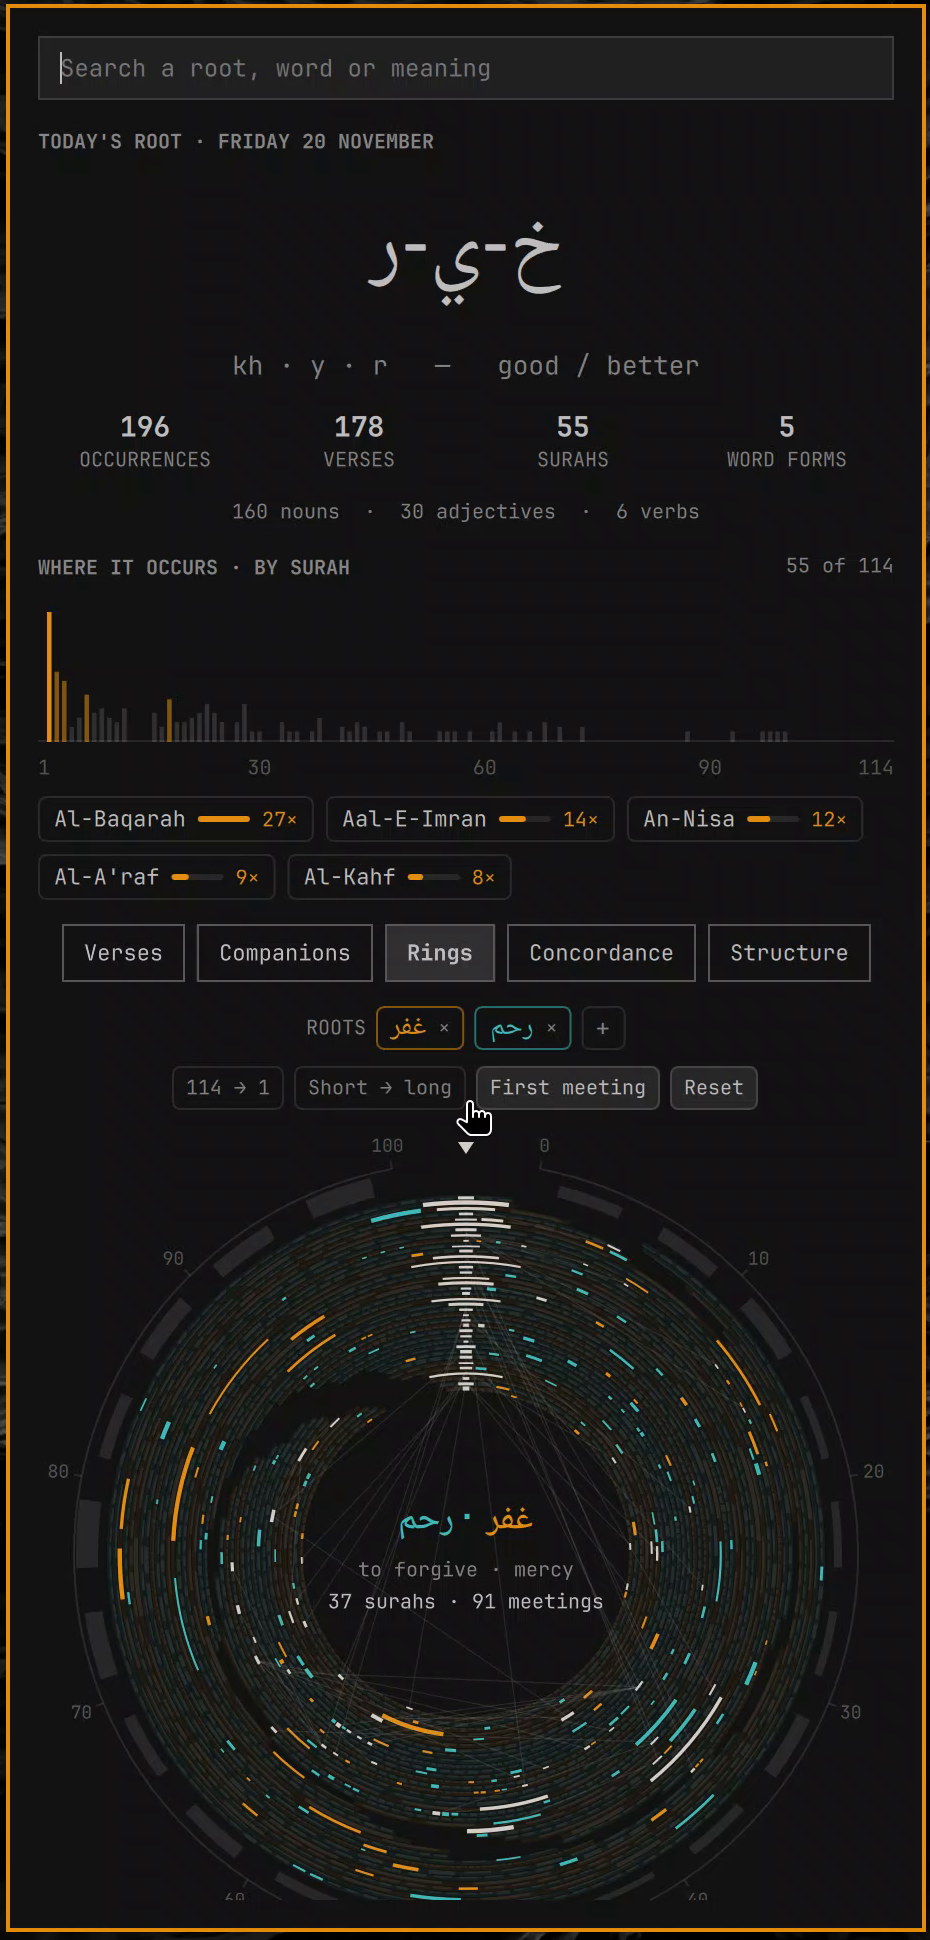 Search a root, word or meaning
TODAY'S ROOT · FRIDAY 20 NOVEMBER
خ-ي-ر
kh · y · r — good / better
196 178 55 5
OCCURRENCES VERSES SURAHS WORD FORMS
160 nouns · 30 adjectives · 6 verbs
WHERE IT OCCURS · BY SURAH 55 of 114
1 30 60 90 114
Al-Baqarah 27× Aal-E-Imran 14× An-Nisa 12×
Al-A'raf 9× Al-Kahf 8×
Verses Companions Rings Concordance Structure
ROOTS غفر × رحم × +
114 → 1 Short → long First meeting Reset
100 0
90 10
80 20
غفر · رحم
to forgive · mercy
37 surahs · 91 meetings
70 30
60 40